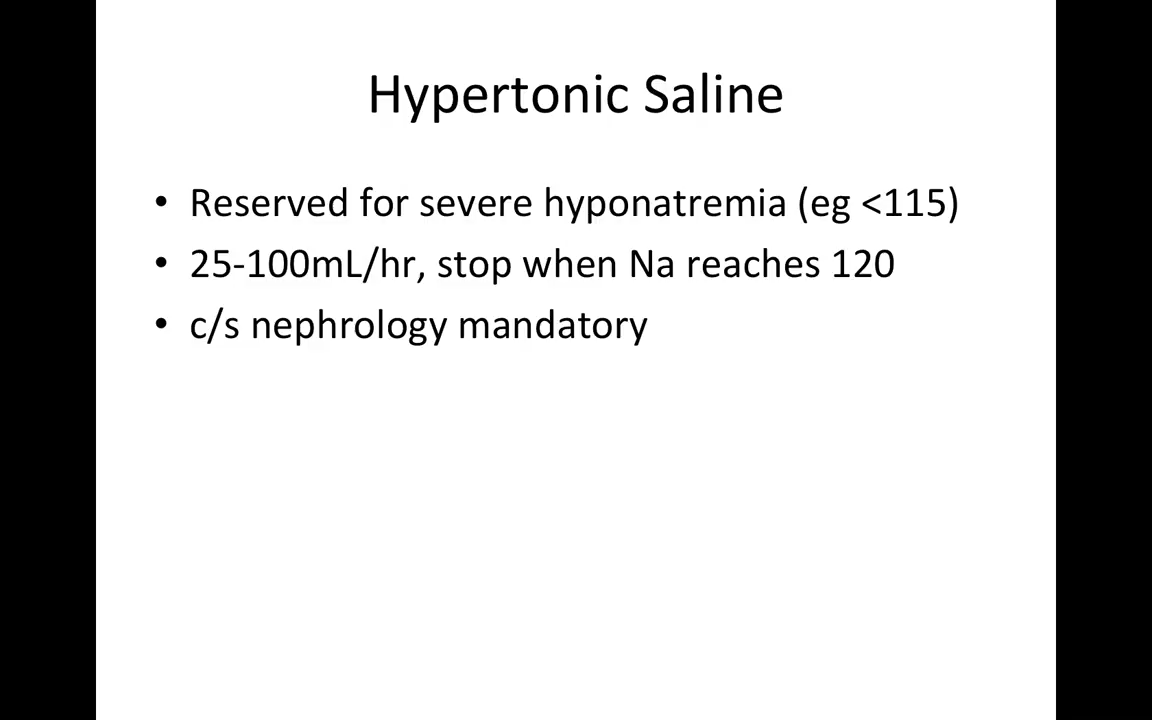 Hypertonic Saline
• Reserved for severe hyponatremia (eg <115)
• 25-100mL/hr, stop when Na reaches 120
• c/s nephrology mandatory